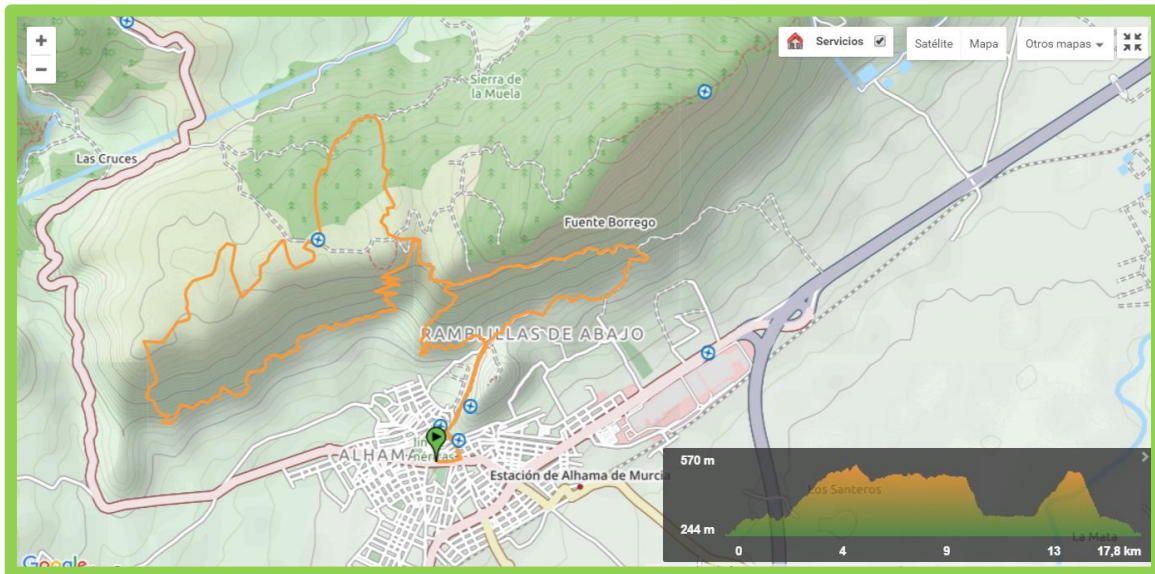 +
−
Servicios
Satélite
Mapa
Otros mapas
Sierra de
la Muela
Las Cruces
Fuente Borrego
RAMBLILLAS DE ABAJO
ALHAMA
Estación de Alhama de Murcia
570 m
Los Santeros
244 m
La Mata
0
4
9
13
17,8 km
Google